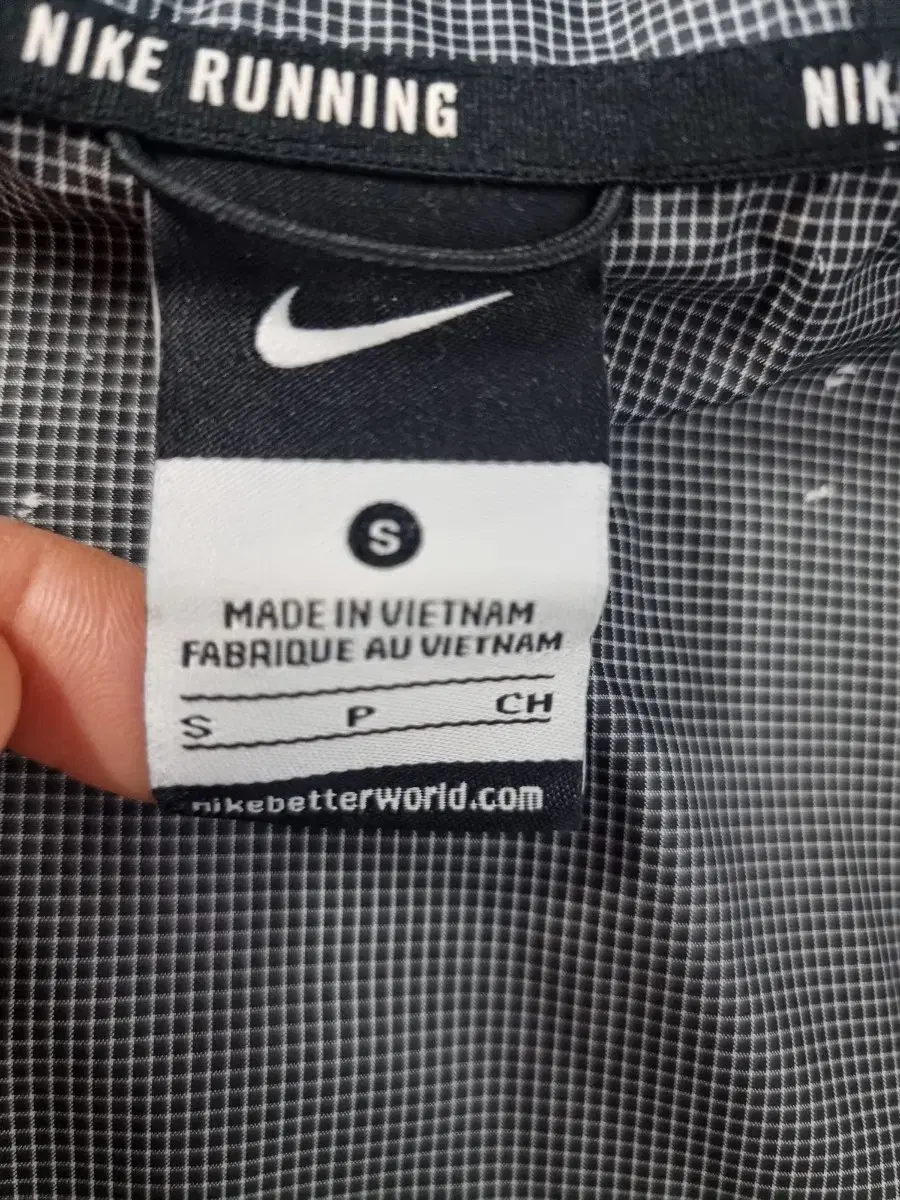 NIKE RUNNING NIK
S
MADE IN VIETNAM
FABRIQUE AU VIETNAM
S P CH
nikebetterworld.com